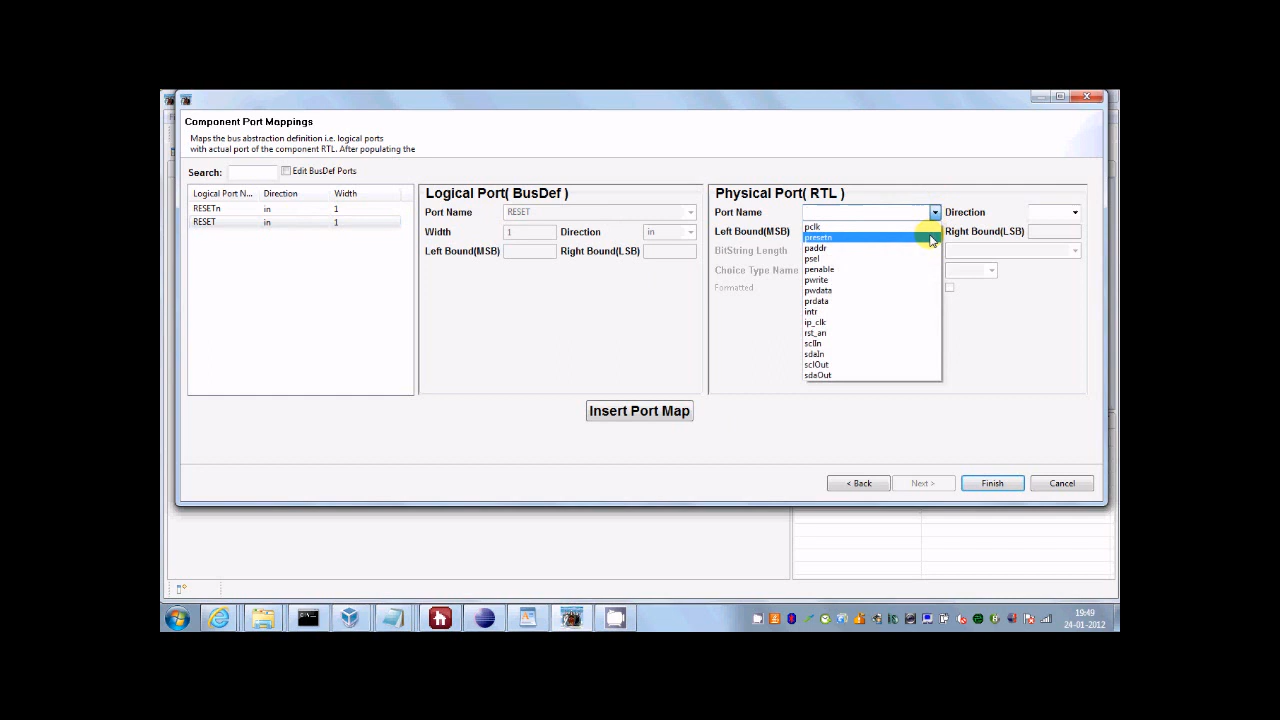 Component Port Mappings
Maps the bus abstraction definition i.e. logical ports
with actual port of the component RTL. After populating the
Search:
Edit BusDef Ports
Logical Port N... Direction Width
RESETn in 1
RESET in 1
Logical Port( BusDef )
Port Name RESET
Width 1 Direction in
Left Bound(MSB) Right Bound(LSB)
Physical Port( RTL )
Port Name Direction
Left Bound(MSB) Right Bound(LSB)
BitString Length
Choice Type Name
Formatted
pclk
presetn
paddr
psel
penable
pwrite
pwdata
prdata
intr
ip_clk
rst_an
sclIn
sdaIn
sclOut
sdaOut
Insert Port Map
< Back Next > Finish Cancel
19:49
24-01-2012